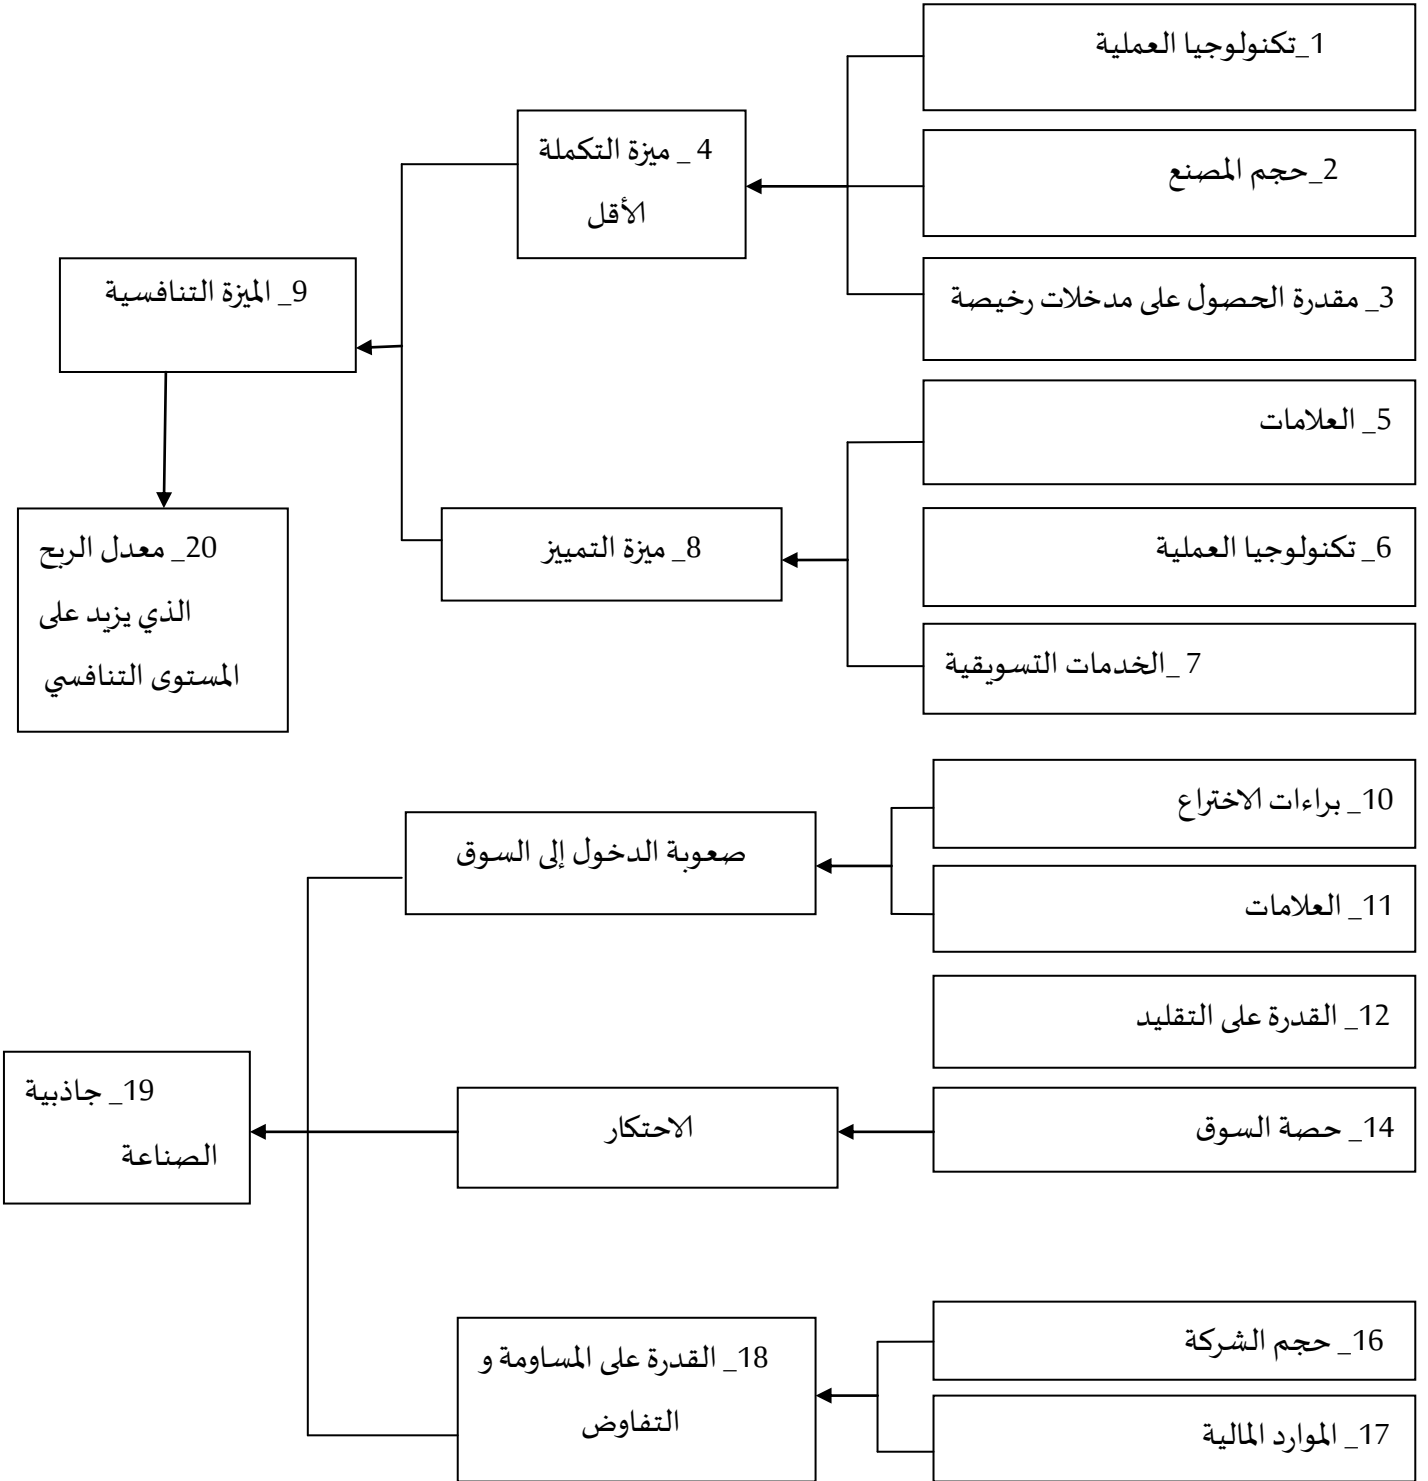 1_تكنولوجيا العملية
4 _ ميزة التكملة
الأقل
2_حجم المصنع
3_ مقدرة الحصول على مدخلات رخيصة
9_ الميزة التنافسية
5_ العلامات
6_ تكنولوجيا العملية
8_ ميزة التمييز
7_الخدمات التسويقية
20_ معدل الربح
الذي يزيد على
المستوى التنافسي
10_ براءات الاختراع
صعوبة الدخول إلى السوق
11_ العلامات
12_ القدرة على التقليد
14_ حصة السوق
الاحتكار
19_ جاذبية
الصناعة
16_ حجم الشركة
18_ القدرة على المساومة و
التفاوض
17_ الموارد المالية